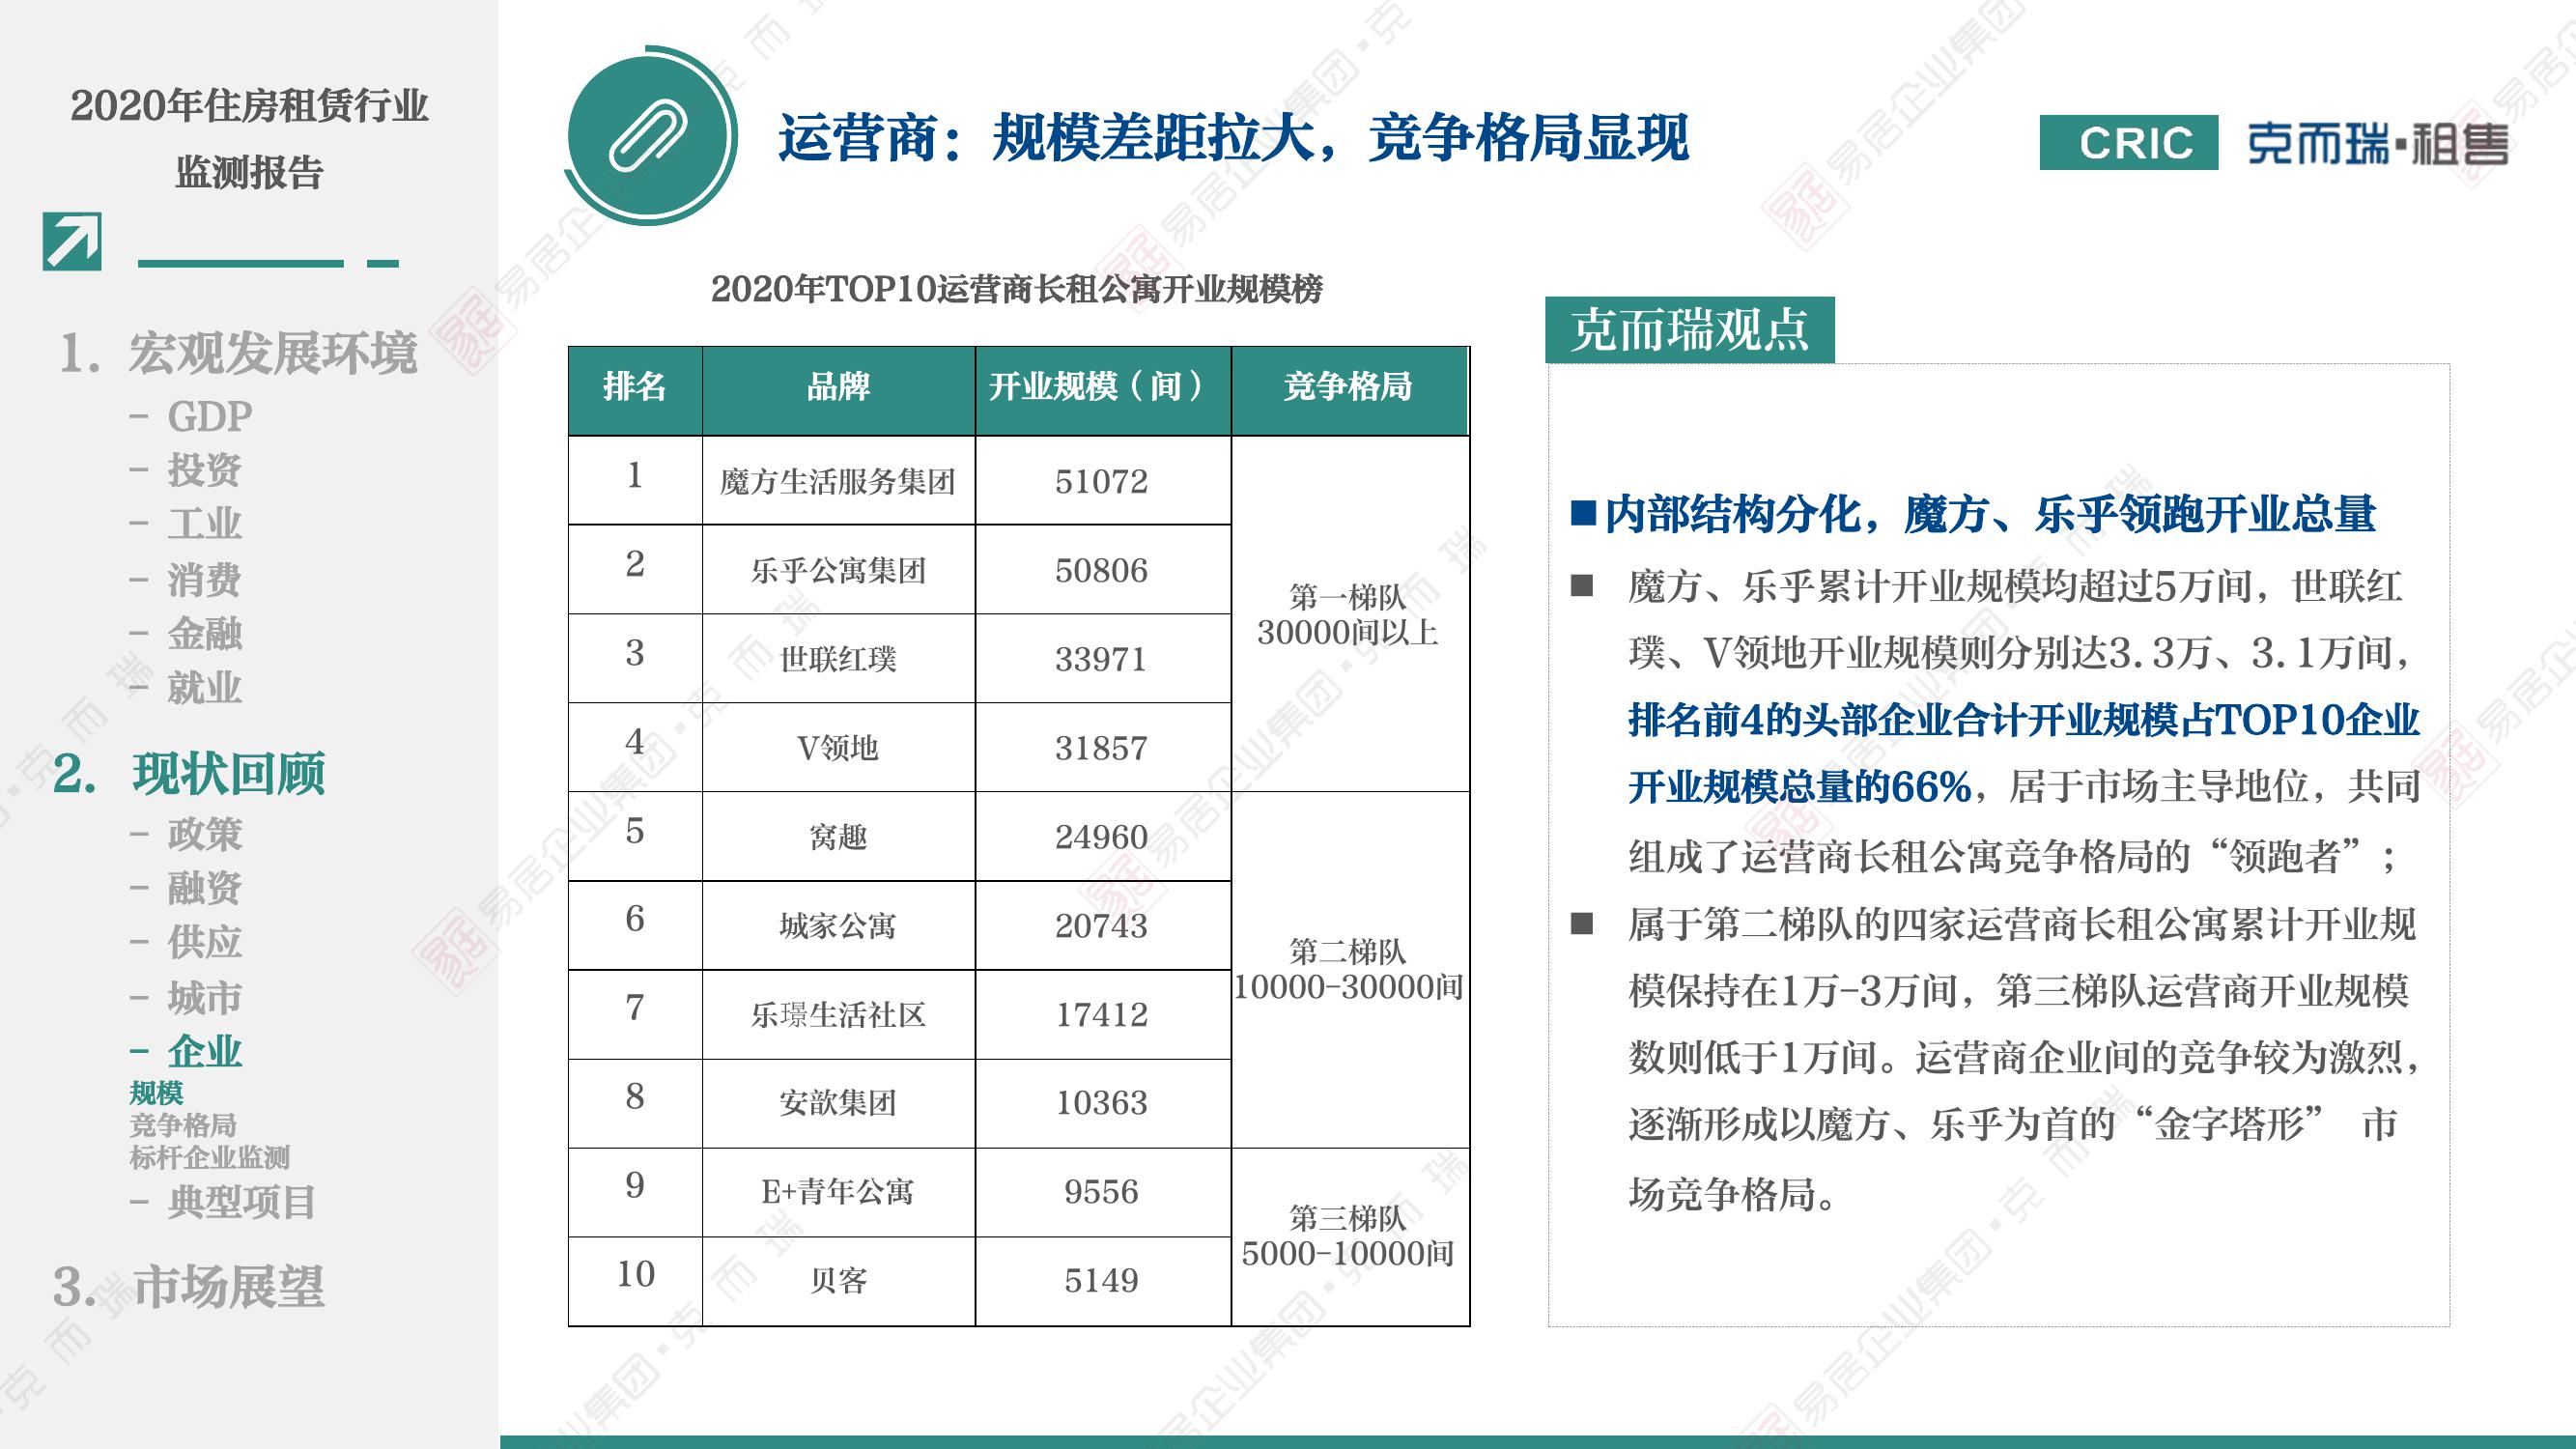 2020年住房租赁行业
监测报告
1. 宏观发展环境
– GDP
– 投资
– 工业
– 消费
– 金融
– 就业
2. 现状回顾
– 政策
– 融资
– 供应
– 城市
– 企业
规模
竞争格局
标杆企业监测
– 典型项目
3. 市场展望
运营商：规模差距拉大，竞争格局显现
CRIC 克而瑞·租售
2020年TOP10运营商长租公寓开业规模榜
排名 品牌 开业规模（间） 竞争格局
1 魔方生活服务集团 51072
2 乐乎公寓集团 50806
第一梯队
30000间以上
3 世联红璞 33971
4 V领地 31857
5 窝趣 24960
6 城家公寓 20743
第二梯队
10000-30000间
7 乐璟生活社区 17412
8 安歆集团 10363
9 E+青年公寓 9556
第三梯队
5000-10000间
10 贝客 5149
克而瑞观点
■内部结构分化，魔方、乐乎领跑开业总量
■ 魔方、乐乎累计开业规模均超过5万间，世联红
璞、V领地开业规模则分别达3.3万、3.1万间，
排名前4的头部企业合计开业规模占TOP10企业
开业规模总量的66%，居于市场主导地位，共同
组成了运营商长租公寓竞争格局的“领跑者”；
■ 属于第二梯队的四家运营商长租公寓累计开业规
模保持在1万-3万间，第三梯队运营商开业规模
数则低于1万间。运营商企业间的竞争较为激烈，
逐渐形成以魔方、乐乎为首的“金字塔形” 市
场竞争格局。
易居企业集团·克而瑞